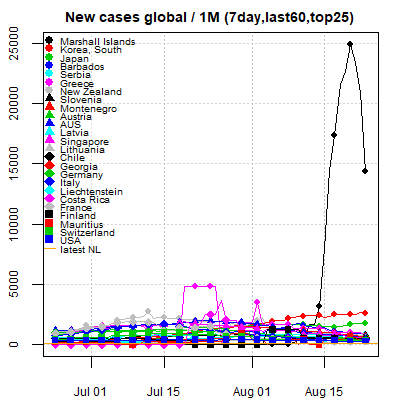 New cases global / 1M (7day,last60,top25)
25000
20000
15000
10000
5000
0
Marshall Islands
Korea, South
Japan
Barbados
Serbia
Greece
New Zealand
Slovenia
Montenegro
Austria
AUS
Latvia
Singapore
Lithuania
Chile
Georgia
Germany
Italy
Liechtenstein
Costa Rica
France
Finland
Mauritius
Switzerland
USA
latest NL
Jul 01 Jul 15 Aug 01 Aug 15